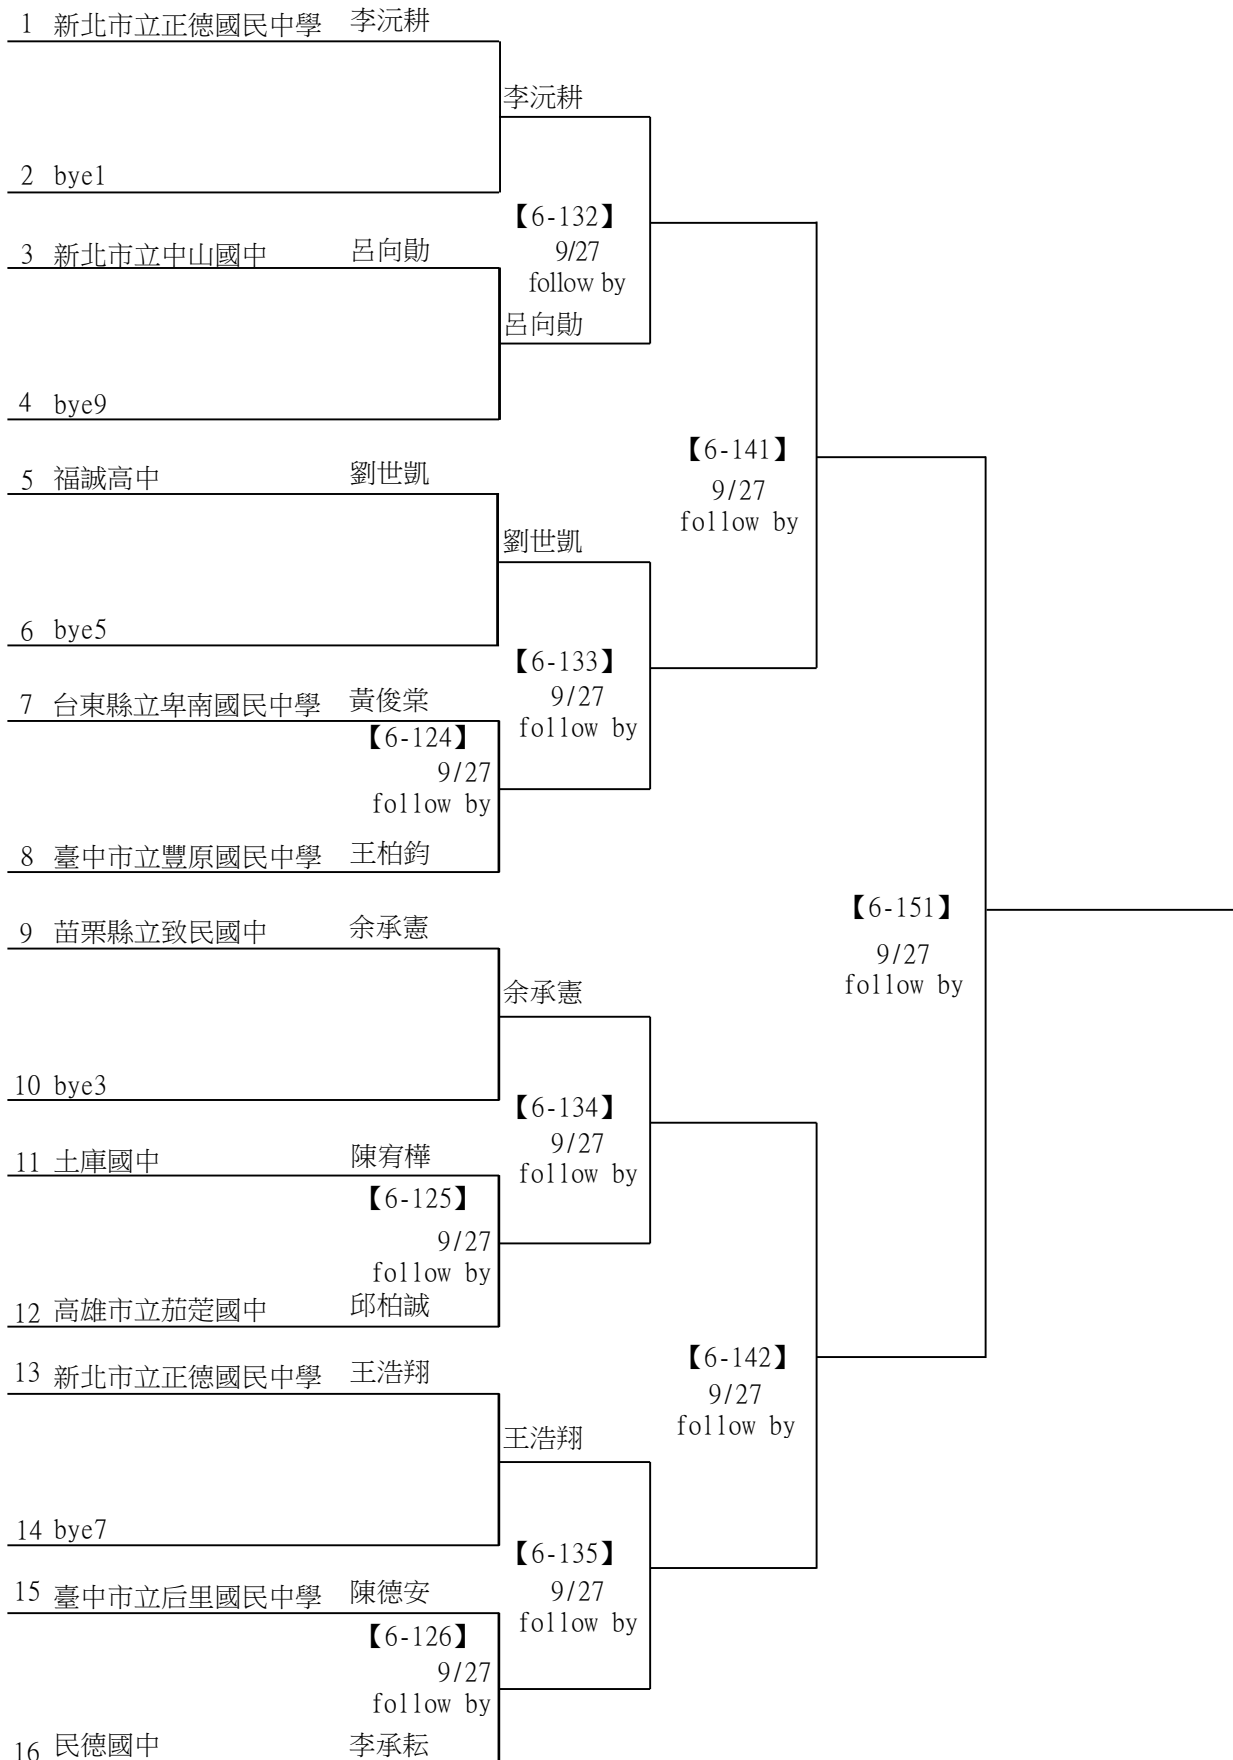 1 新北市立正德國民中學 李沅耕
李沅耕
2 bye1
【6-132】
9/27
follow by
3 新北市立中山國中 呂向勛
呂向勛
4 bye9
【6-141】
9/27
follow by
5 福誠高中 劉世凱
劉世凱
6 bye5
【6-133】
9/27
follow by
7 台東縣立卑南國民中學 黃俊棠
【6-124】
9/27
follow by
8 臺中市立豐原國民中學 王柏鈞
【6-151】
9/27
follow by
9 苗栗縣立致民國中 余承憲
余承憲
10 bye3
【6-134】
9/27
follow by
11 土庫國中 陳宥樺
【6-125】
9/27
follow by
12 高雄市立茄萣國中 邱柏誠
【6-142】
9/27
follow by
13 新北市立正德國民中學 王浩翔
王浩翔
14 bye7
【6-135】
9/27
follow by
15 臺中市立后里國民中學 陳德安
【6-126】
9/27
follow by
16 民德國中 李承耘